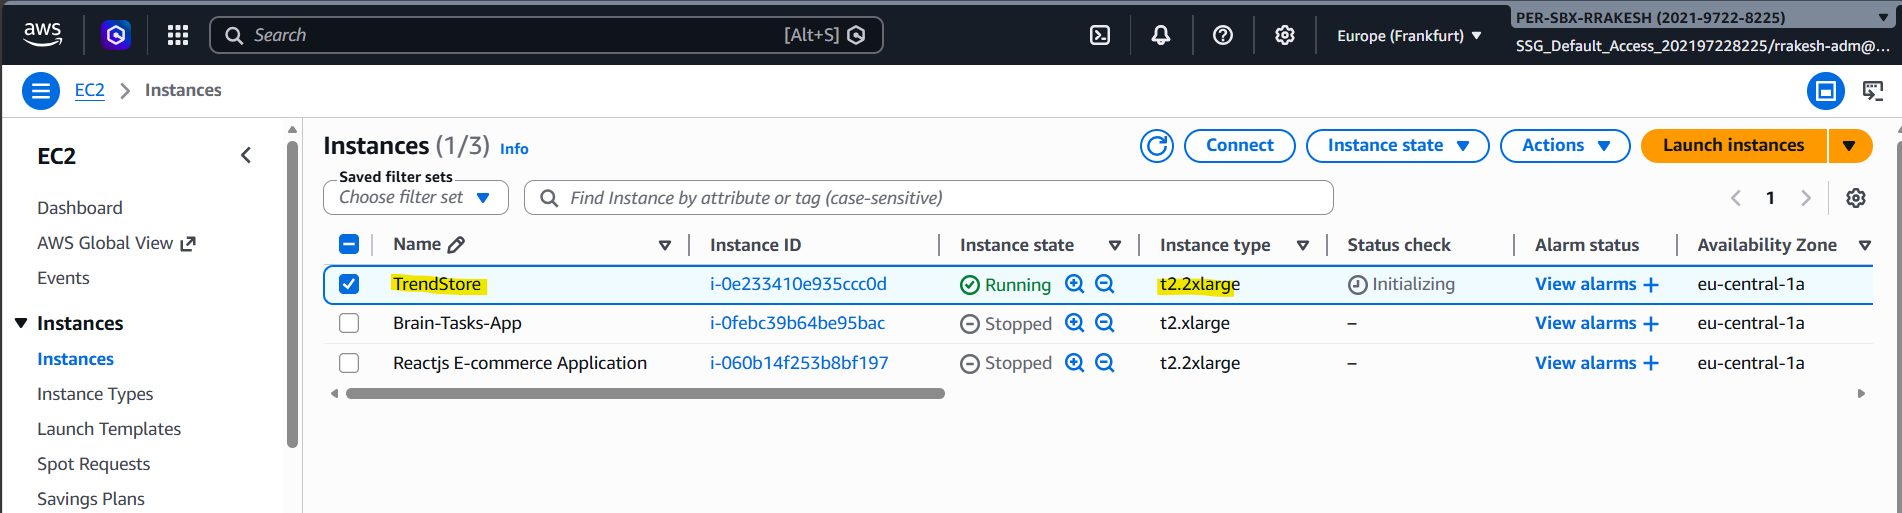 aws
Search [Alt+S]
Europe (Frankfurt)
PER-SBX-RRAKESH (2021-9722-8225)
SSG_Default_Access_202197228225/rrakesh-adm@...
EC2 Instances
EC2
Dashboard
AWS Global View
Events
Instances
Instances
Instance Types
Launch Templates
Spot Requests
Savings Plans
Instances (1/3) Info
Connect Instance state Actions Launch instances
Saved filter sets
Choose filter set
Find Instance by attribute or tag (case-sensitive)
1
Name Instance ID Instance state Instance type Status check Alarm status Availability Zone
TrendStore i-0e233410e935ccc0d Running t2.2xlarge Initializing View alarms + eu-central-1a
Brain-Tasks-App i-0febc39b64be95bac Stopped t2.xlarge – View alarms + eu-central-1a
Reactjs E-commerce Application i-060b14f253b8bf197 Stopped t2.2xlarge – View alarms + eu-central-1a